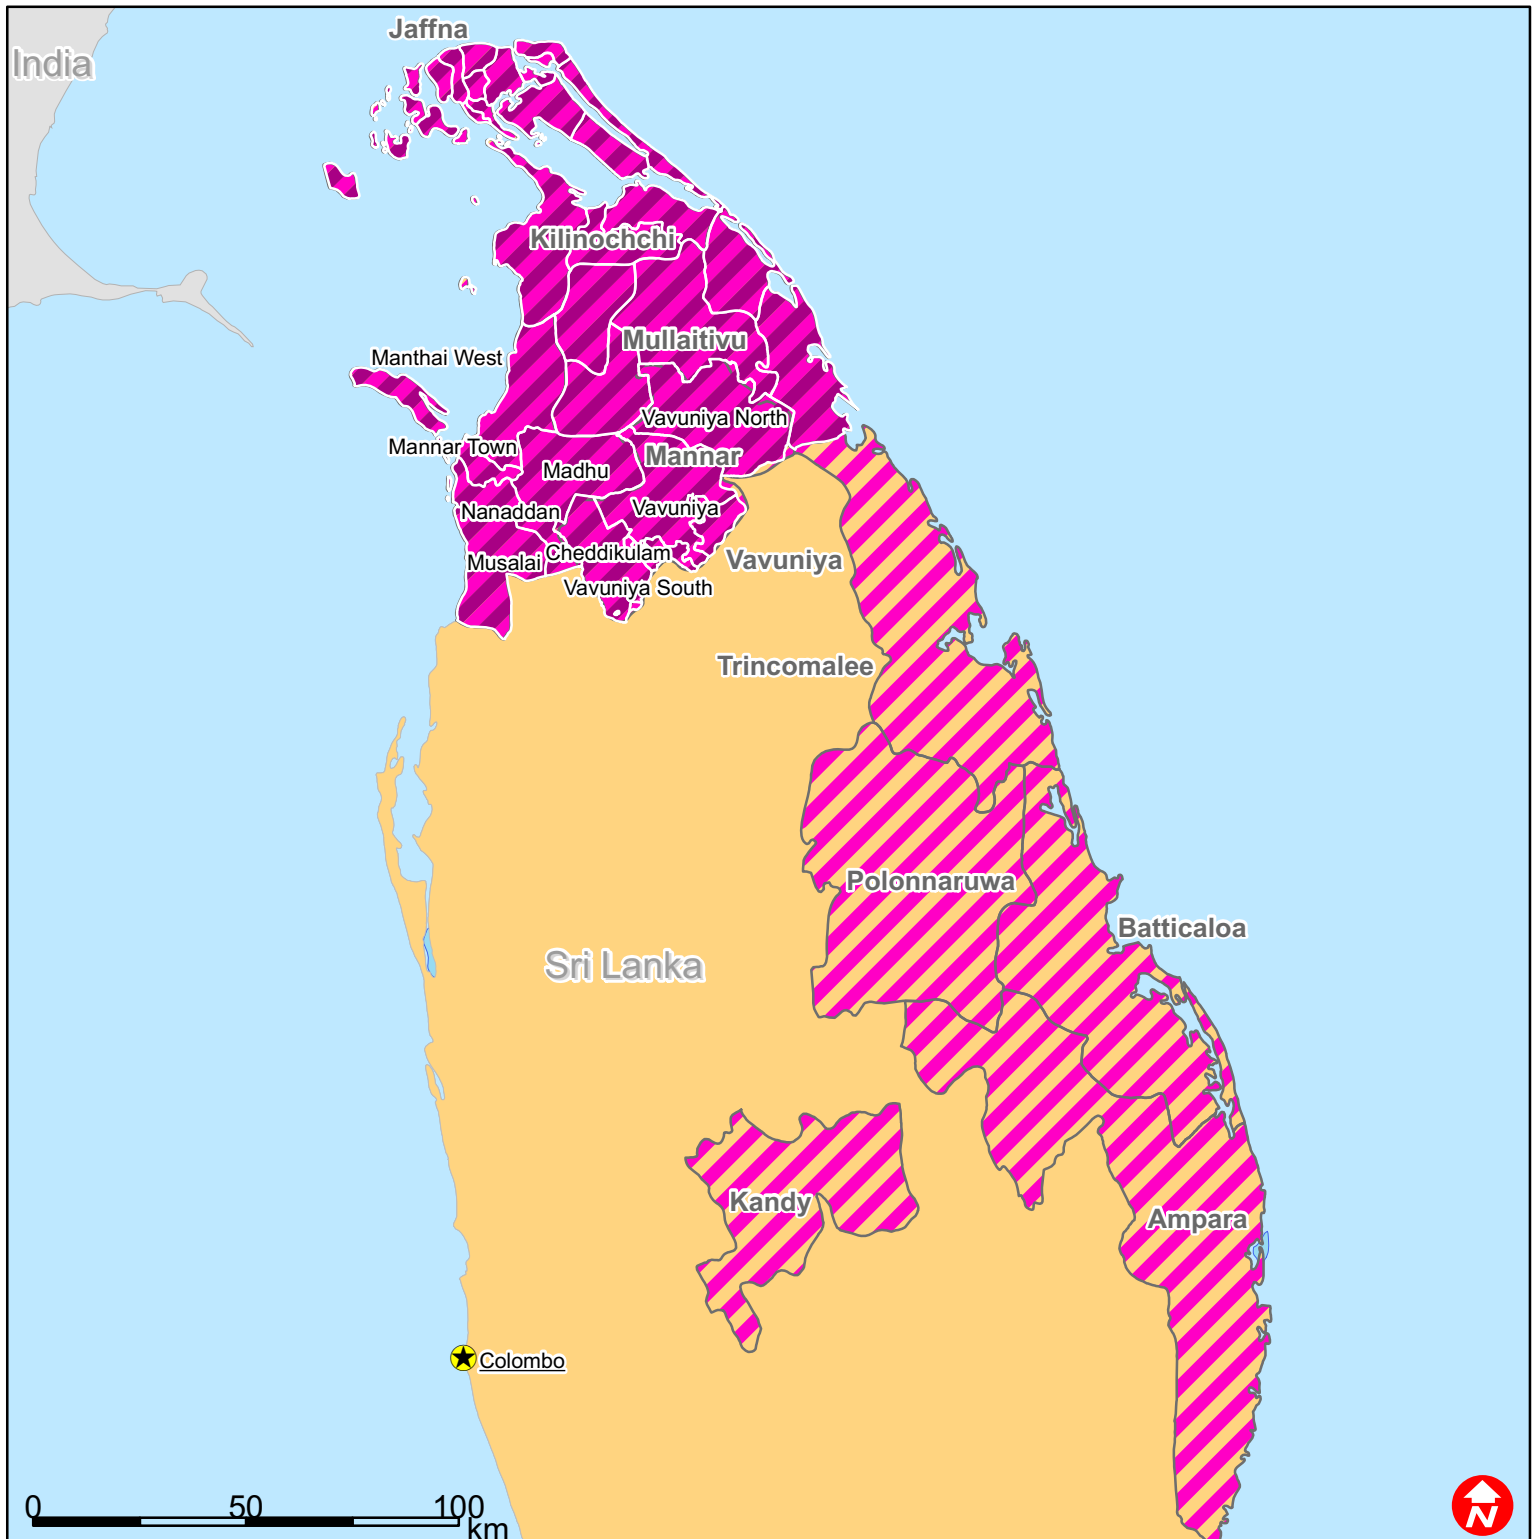 Jaffna
India
Kilinochchi
Mullaitivu
Manthai West
Vavuniya North
Mannar Town
Mannar
Madhu
Nanaddan
Vavuniya
Cheddikulam
Musalai
Vavuniya
Vavuniya South
Trincomalee
Polonnaruwa
Batticaloa
Sri Lanka
Kandy
Ampara
Colombo
0 50 100
km
N